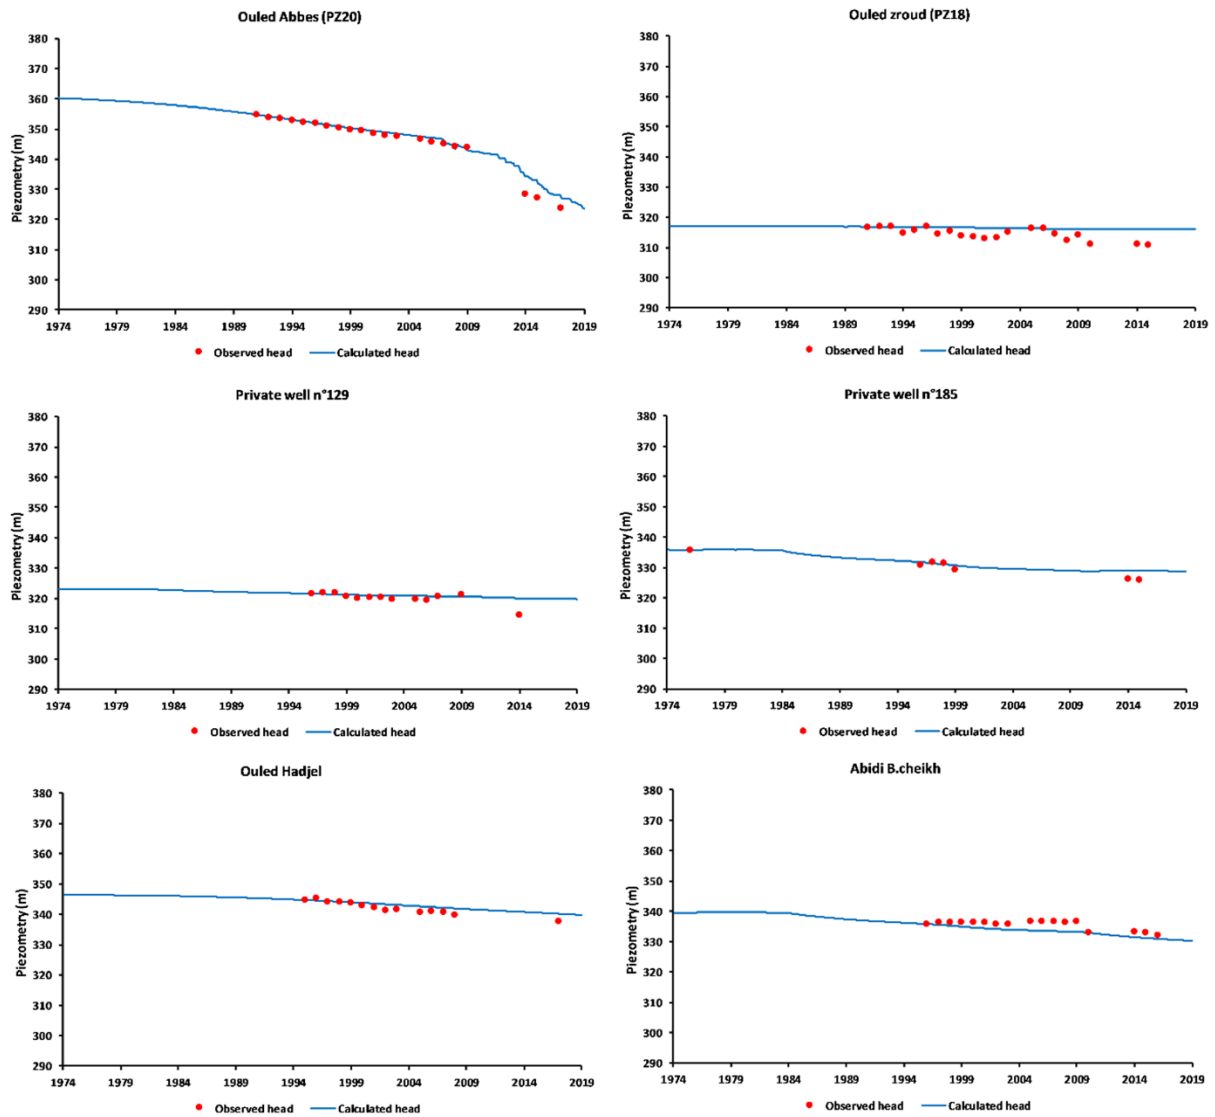 Ouled Abbes (PZ20)
Piezometry (m)
380
370
360
350
340
330
320
310
300
290
1974 1979 1984 1989 1994 1999 2004 2009 2014 2019
Observed head Calculated head
Ouled zroud (PZ18)
Piezometry (m)
380
370
360
350
340
330
320
310
300
290
1974 1979 1984 1989 1994 1999 2004 2009 2014 2019
Observed head Calculated head
Private well n°129
Piezometry (m)
380
370
360
350
340
330
320
310
300
290
1974 1979 1984 1989 1994 1999 2004 2009 2014 2019
Observed head Calculated head
Private well n°185
Piezometry (m)
380
370
360
350
340
330
320
310
300
290
1974 1979 1984 1989 1994 1999 2004 2009 2014 2019
Observed head Calculated head
Ouled Hadjel
Piezometry (m)
380
370
360
350
340
330
320
310
300
290
1974 1979 1984 1989 1994 1999 2004 2009 2014 2019
Observed head Calculated head
Abidi B.cheikh
Piezometry (m)
380
370
360
350
340
330
320
310
300
290
1974 1979 1984 1989 1994 1999 2004 2009 2014 2019
Observed head Calculated head